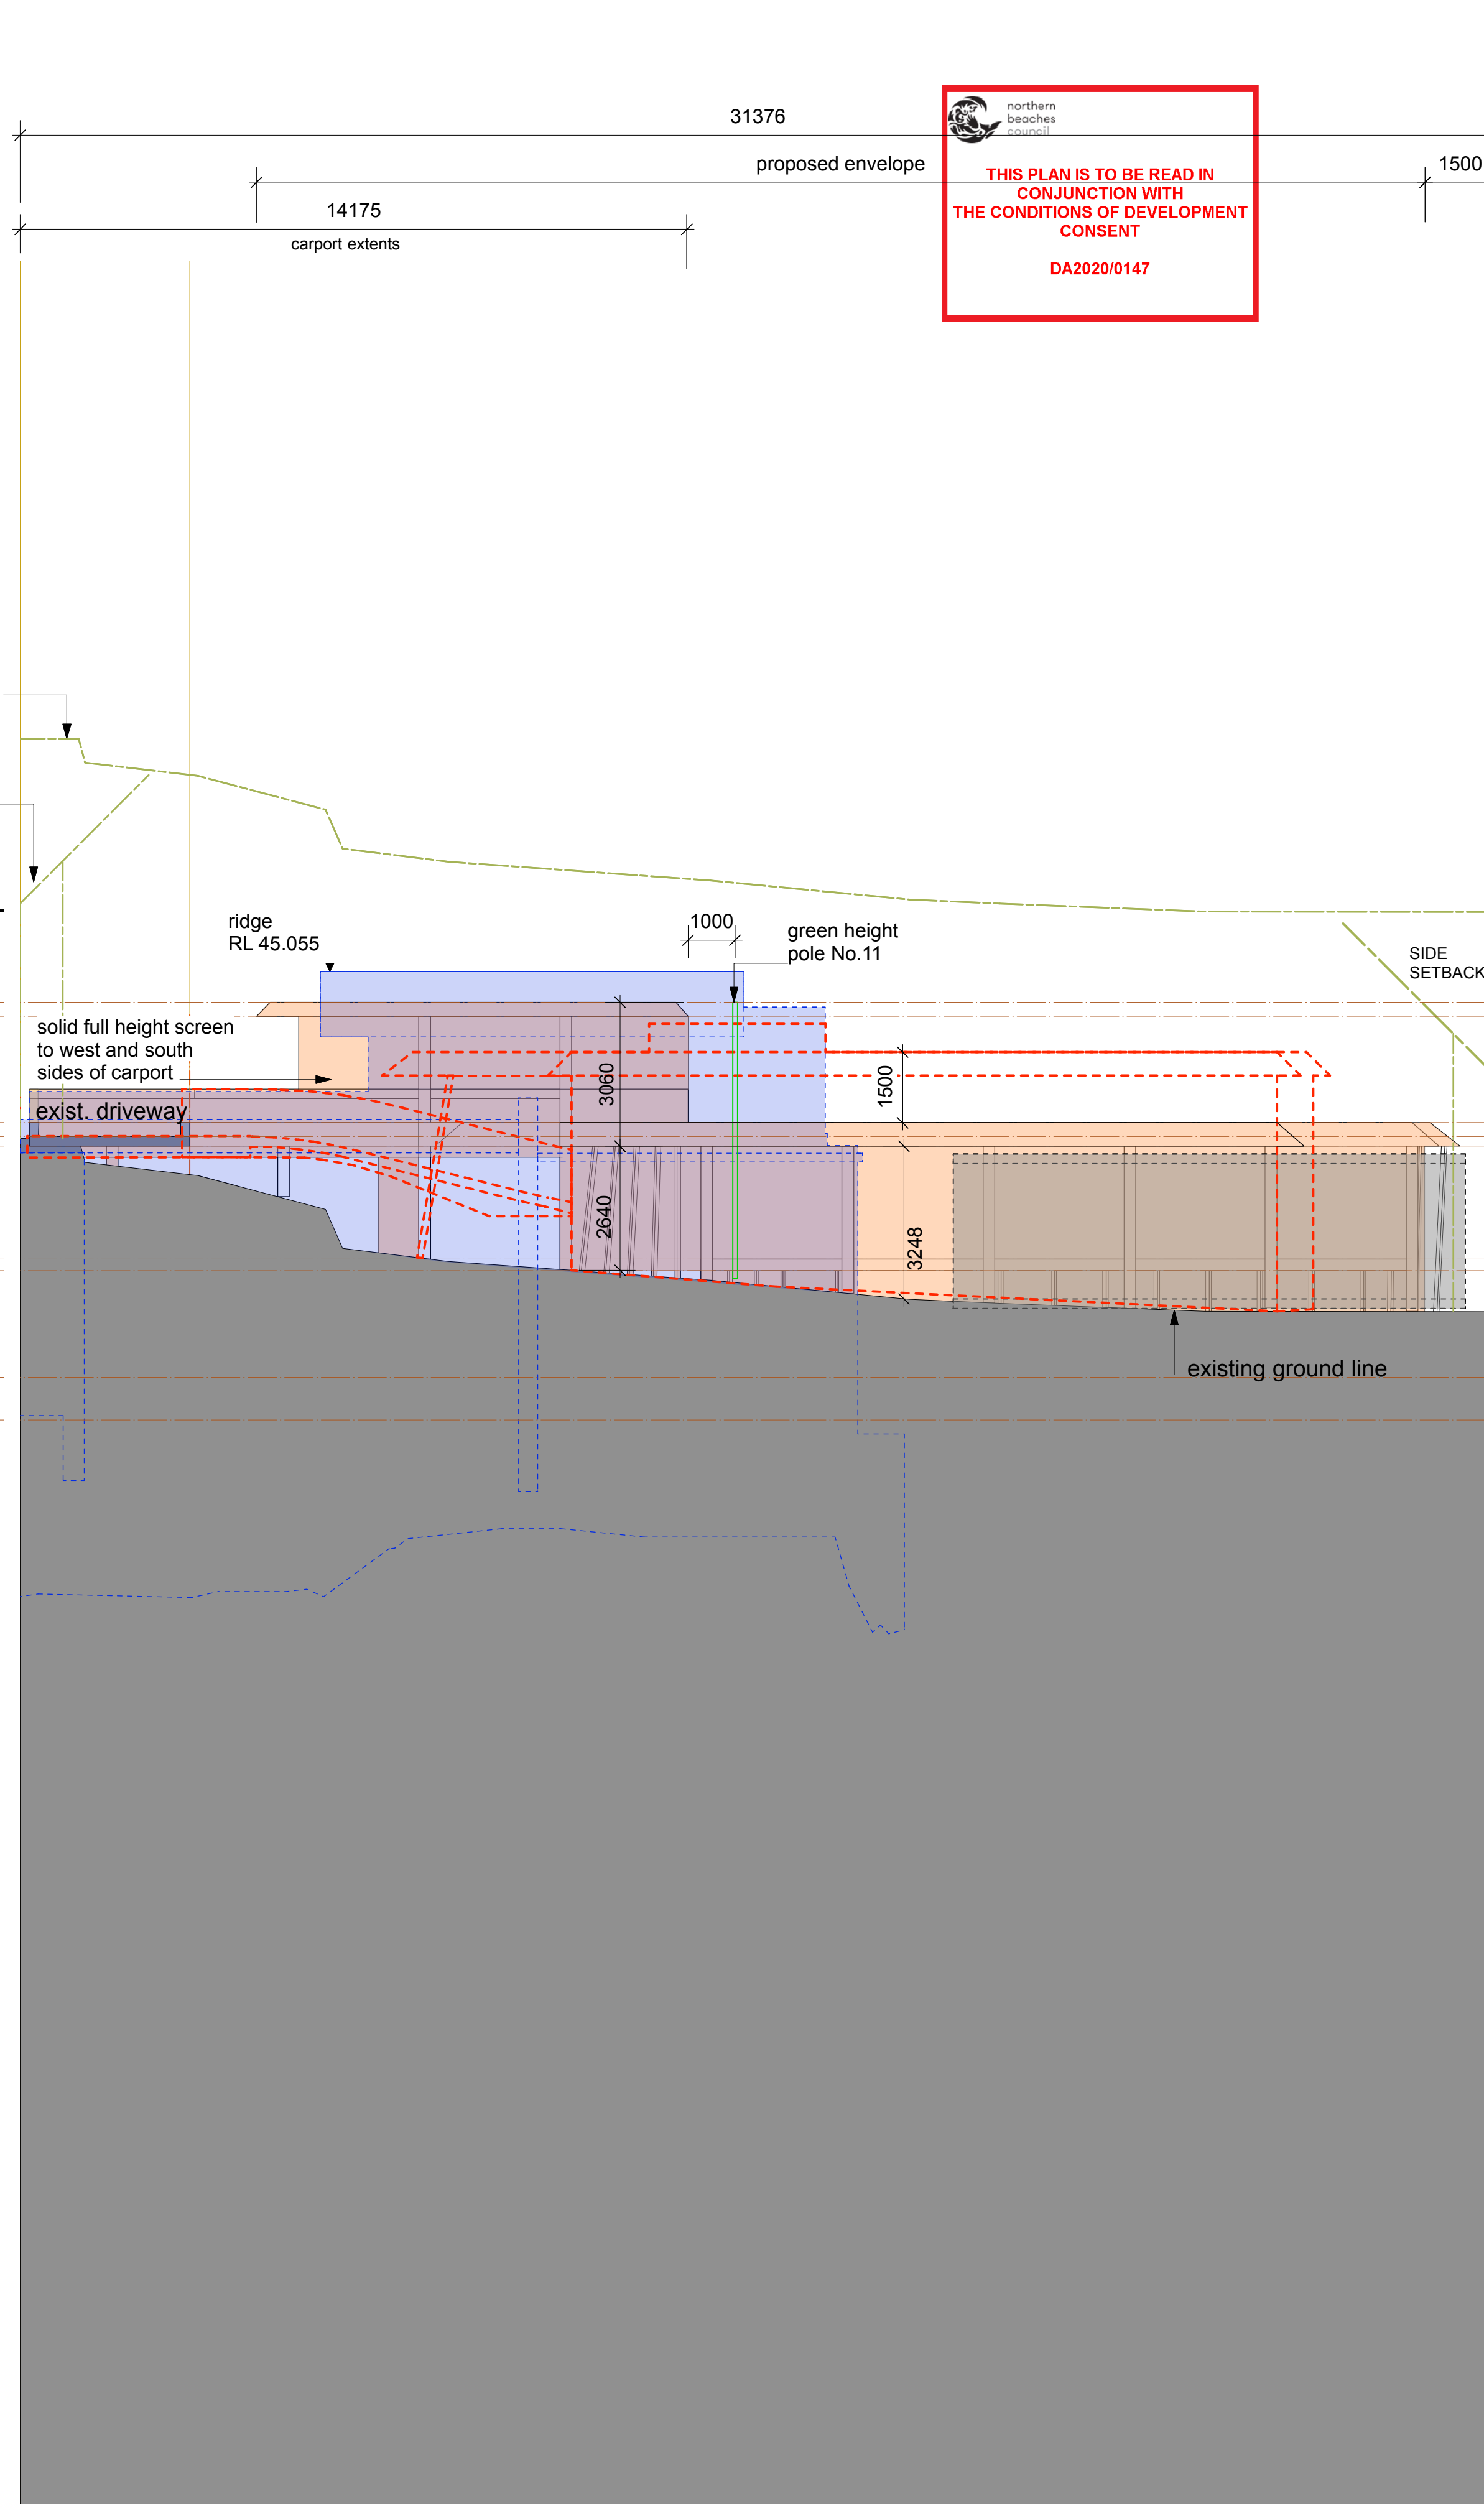 31376
northern
beaches
council
proposed envelope
1500
THIS PLAN IS TO BE READ IN
CONJUNCTION WITH
THE CONDITIONS OF DEVELOPMENT
CONSENT
DA2020/0147
14175
carport extents
ridge
RL 45.055
1000
green height
pole No.11
SIDE
SETBACK
solid full height screen
to west and south
sides of carport
3060
1500
exist. driveway
2640
3248
existing ground line